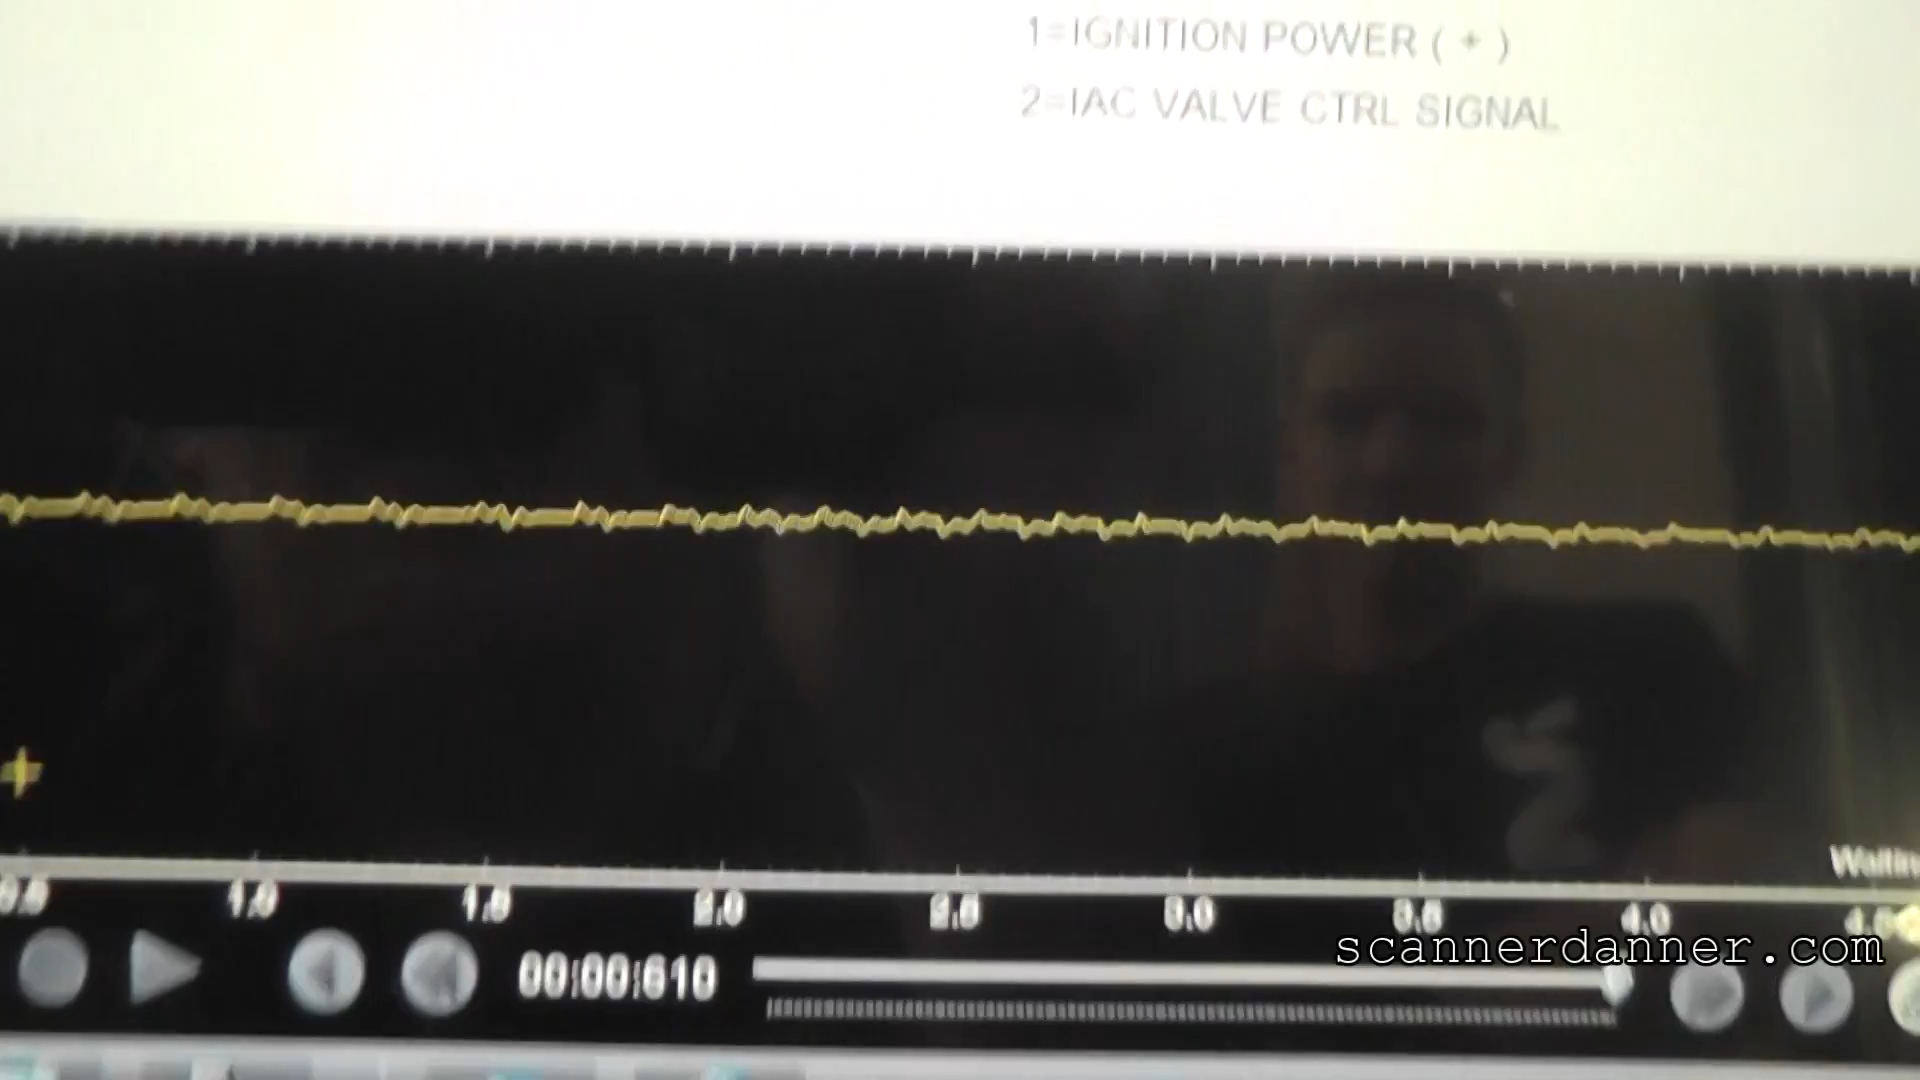 1=IGNITION POWER ( + )
2=IAC VALVE CTRL SIGNAL
1.0
2.0
3.0
4.0
00:00:610
scannerdanner.com